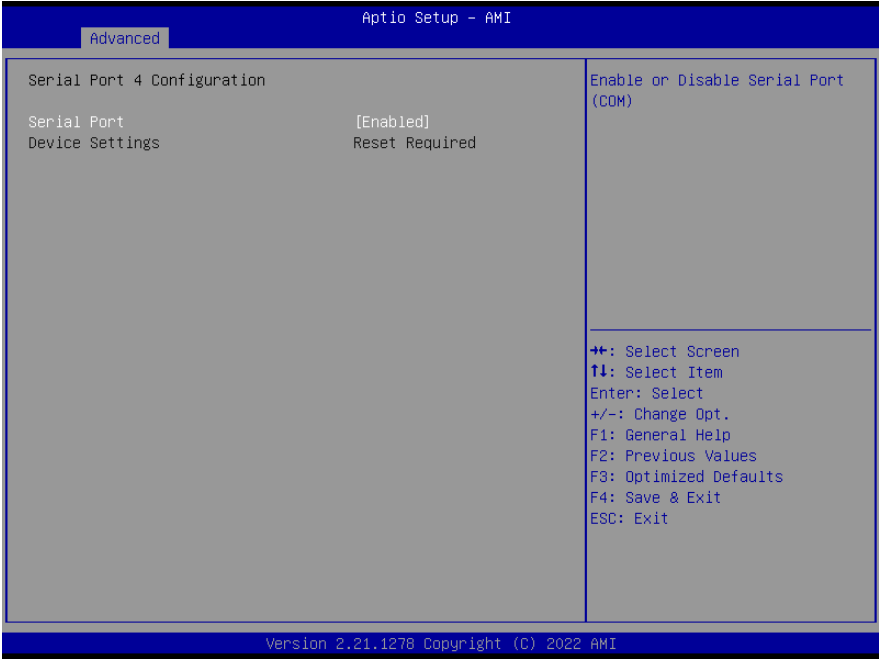 Aptio Setup – AMI
Advanced
Serial Port 4 Configuration
Serial Port [Enabled]
Device Settings Reset Required
Enable or Disable Serial Port
(COM)
→←: Select Screen
↑↓: Select Item
Enter: Select
+/-: Change Opt.
F1: General Help
F2: Previous Values
F3: Optimized Defaults
F4: Save & Exit
ESC: Exit
Version 2.21.1278 Copyright (C) 2022 AMI